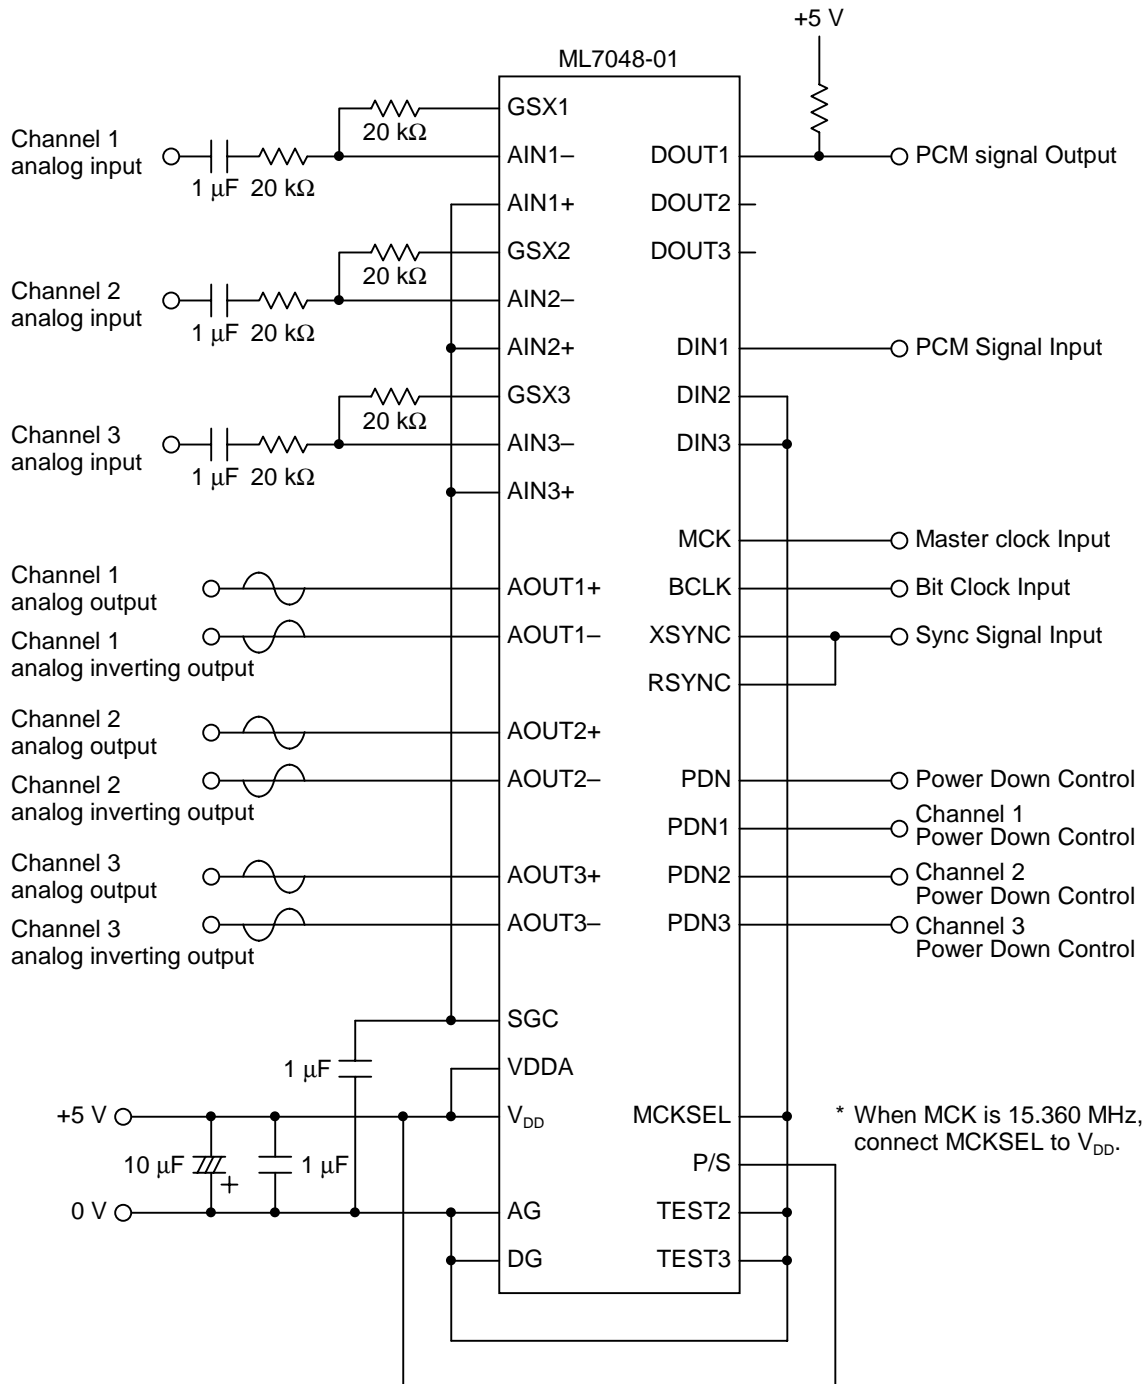 +5 V
ML7048-01
GSX1
20 kΩ
Channel 1
analog input
1 μF 20 kΩ
AIN1–
DOUT1
PCM signal Output
AIN1+
DOUT2
GSX2
20 kΩ
DOUT3
Channel 2
analog input
1 μF 20 kΩ
AIN2–
AIN2+
DIN1
PCM Signal Input
GSX3
20 kΩ
DIN2
Channel 3
analog input
1 μF 20 kΩ
AIN3–
DIN3
AIN3+
MCK
Master clock Input
Channel 1
analog output
AOUT1+
BCLK
Bit Clock Input
Channel 1
analog inverting output
AOUT1–
XSYNC
Sync Signal Input
RSYNC
Channel 2
analog output
AOUT2+
Channel 2
analog inverting output
AOUT2–
PDN
Power Down Control
PDN1
Channel 1
Power Down Control
Channel 3
analog output
AOUT3+
PDN2
Channel 2
Power Down Control
Channel 3
analog inverting output
AOUT3–
PDN3
Channel 3
Power Down Control
SGC
1 μF
VDDA
+5 V
VDD
MCKSEL
* When MCK is 15.360 MHz,
connect MCKSEL to VDD.
10 μF
+
1 μF
P/S
0 V
AG
TEST2
DG
TEST3